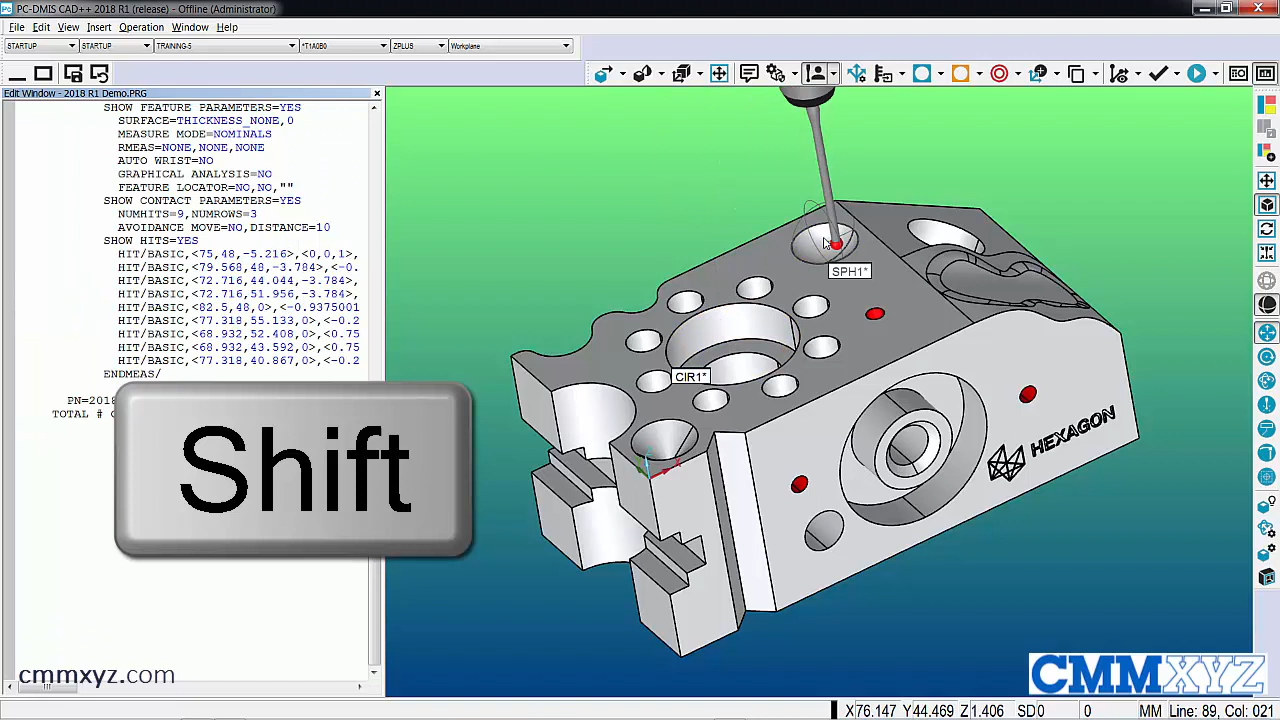 PC-DMIS CAD++ 2018 R1 (release) - Offline (Administrator)
File Edit View Insert Operation Window Help
STARTUP STARTUP TRAINING-S *T1A0B0 ZPLUS Workplane
Edit Window - 2018 R1 Demo.PRG
SHOW FEATURE PARAMETERS=YES
SURFACE=THICKNESS_NONE,0
MEASURE MODE=NOMINALS
RMEAS=NONE,NONE,NONE
AUTO WRIST=NO
GRAPHICAL ANALYSIS=NO
FEATURE LOCATOR=NO,NO,""
SHOW CONTACT PARAMETERS=YES
NUMHITS=9,NUMROWS=3
AVOIDANCE MOVE=NO,DISTANCE=10
SHOW HITS=YES
HIT/BASIC,<75,48,-5.216>,<0,0,1>,
HIT/BASIC,<79.568,48,-3.784>,<-0.
HIT/BASIC,<72.716,44.044,-3.784>,
HIT/BASIC,<72.716,51.956,-3.784>,
HIT/BASIC,<82.5,48,0>,<-0.9375001
HIT/BASIC,<77.318,55.133,0>,<-0.2
HIT/BASIC,<68.932,52.408,0>,<0.75
HIT/BASIC,<68.932,43.592,0>,<0.75
HIT/BASIC,<77.318,40.867,0>,<-0.2
ENDMEAS/
PN=2018
TOTAL #
Shift
SPH1*
CIR1*
HEXAGON
cmmxyz.com
CMMXYZ
X76.147 Y44.469 Z1.406 SD0 0 MM Line: 89, Col: 021